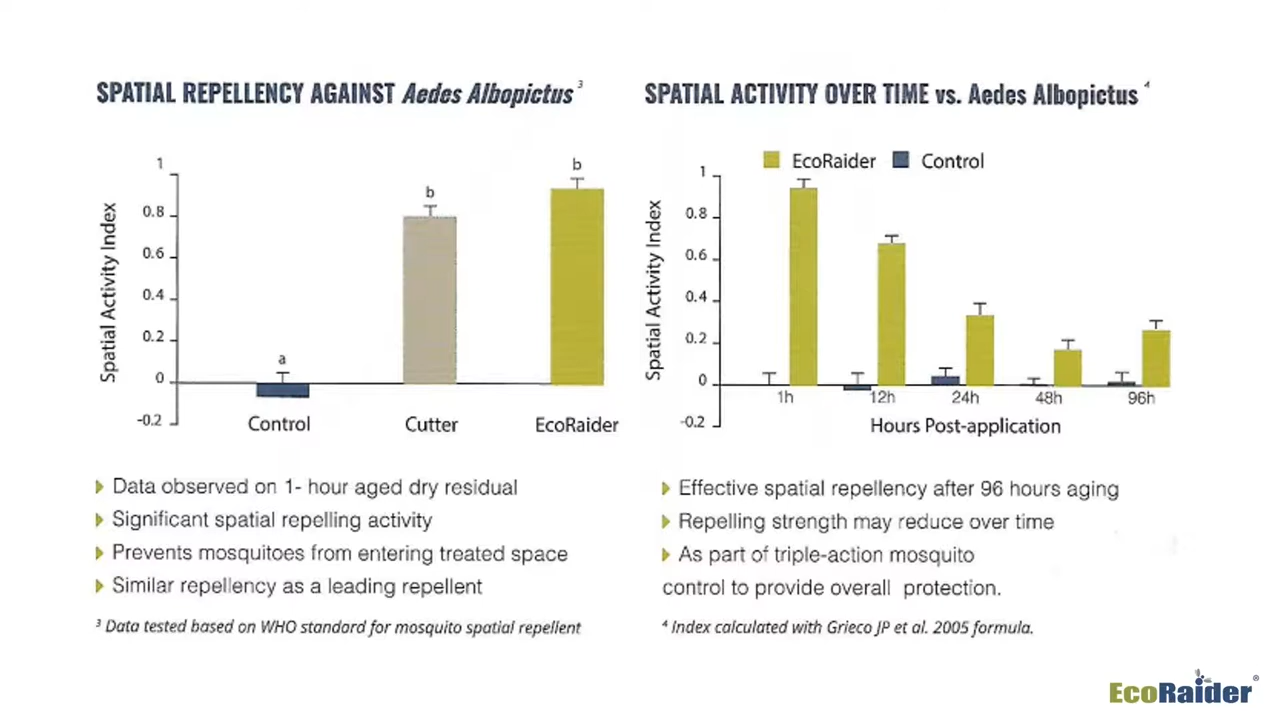 SPATIAL REPELLENCY AGAINST Aedes Albopictus ³
1
0.8
0.6
0.4
0.2
0
-0.2
Spatial Activity Index
a
b
b
Control
Cutter
EcoRaider
Data observed on 1- hour aged dry residual
Significant spatial repelling activity
Prevents mosquitoes from entering treated space
Similar repellency as a leading repellent
³ Data tested based on WHO standard for mosquito spatial repellent
SPATIAL ACTIVITY OVER TIME vs. Aedes Albopictus ⁴
EcoRaider
Control
1
0.8
0.6
0.4
0.2
0
-0.2
Spatial Activity Index
1h
12h
24h
48h
96h
Hours Post-application
Effective spatial repellency after 96 hours aging
Repelling strength may reduce over time
As part of triple-action mosquito
control to provide overall protection.
⁴ Index calculated with Grieco JP et al. 2005 formula.
EcoRaider®